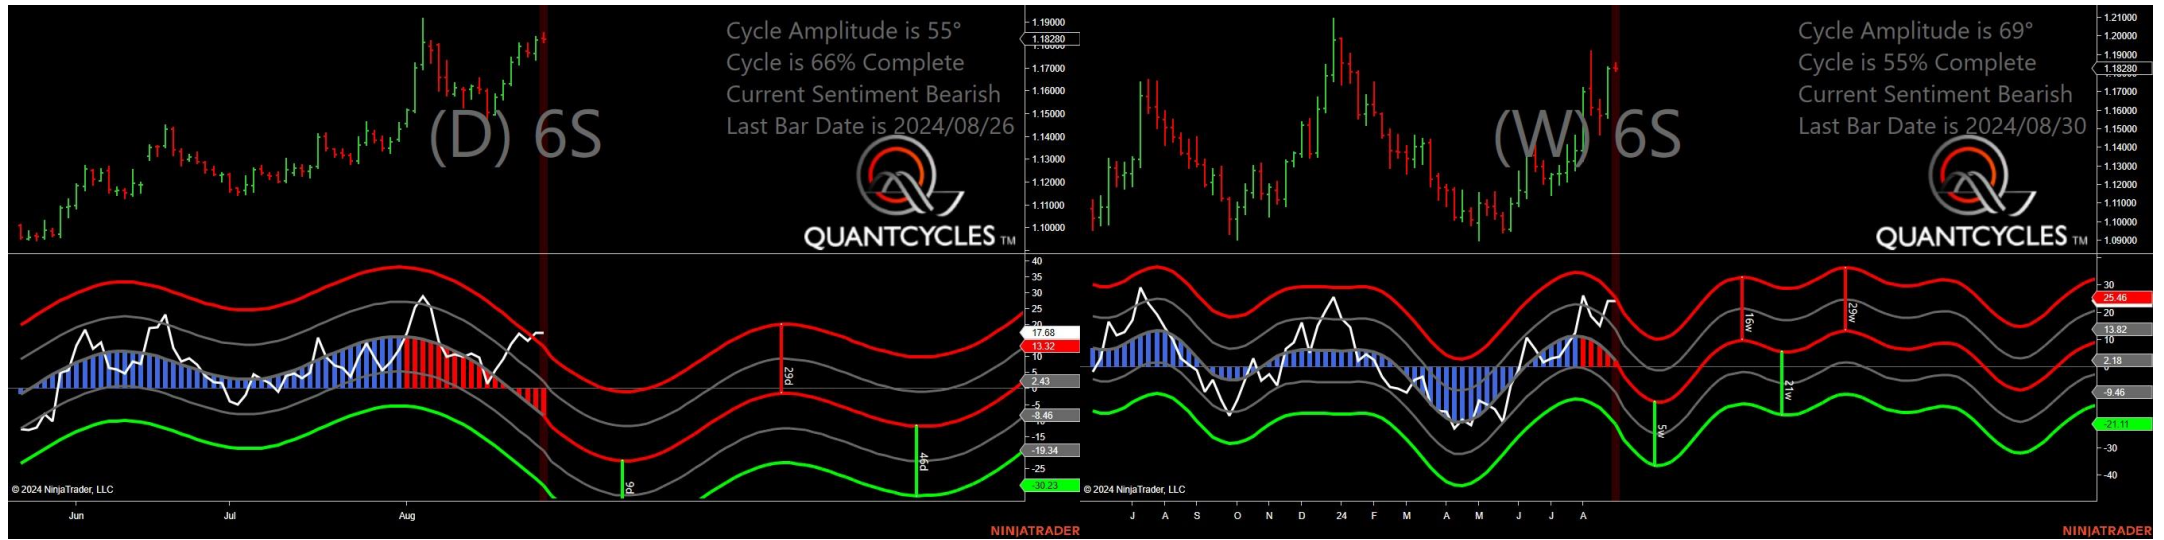 Cycle Amplitude is 55°
Cycle is 66% Complete
Current Sentiment Bearish
Last Bar Date is 2024/08/26
(D) 6S
QUANTCYCLES TM
1.19000
1.18280
1.17000
1.16000
1.15000
1.14000
1.13000
1.12000
1.11000
1.10000
40
35
30
25
20
17.68
13.32
10
5
2.43
-5
-8.46
-15
-19.34
-25
-30.23
29d
46d
9d
© 2024 NinjaTrader, LLC
Jun
Jul
Aug
NINJATRADER
Cycle Amplitude is 69°
Cycle is 55% Complete
Current Sentiment Bearish
Last Bar Date is 2024/08/30
(W) 6S
QUANTCYCLES TM
1.21000
1.20000
1.19000
1.18280
1.16000
1.15000
1.14000
1.13000
1.12000
1.11000
1.10000
1.09000
30
25.46
20
13.82
10
2.18
-9.46
-21.11
-30
-40
16w
29w
21w
5w
© 2024 NinjaTrader, LLC
J A S O N D 24 F M A M J J A
NINJATRADER